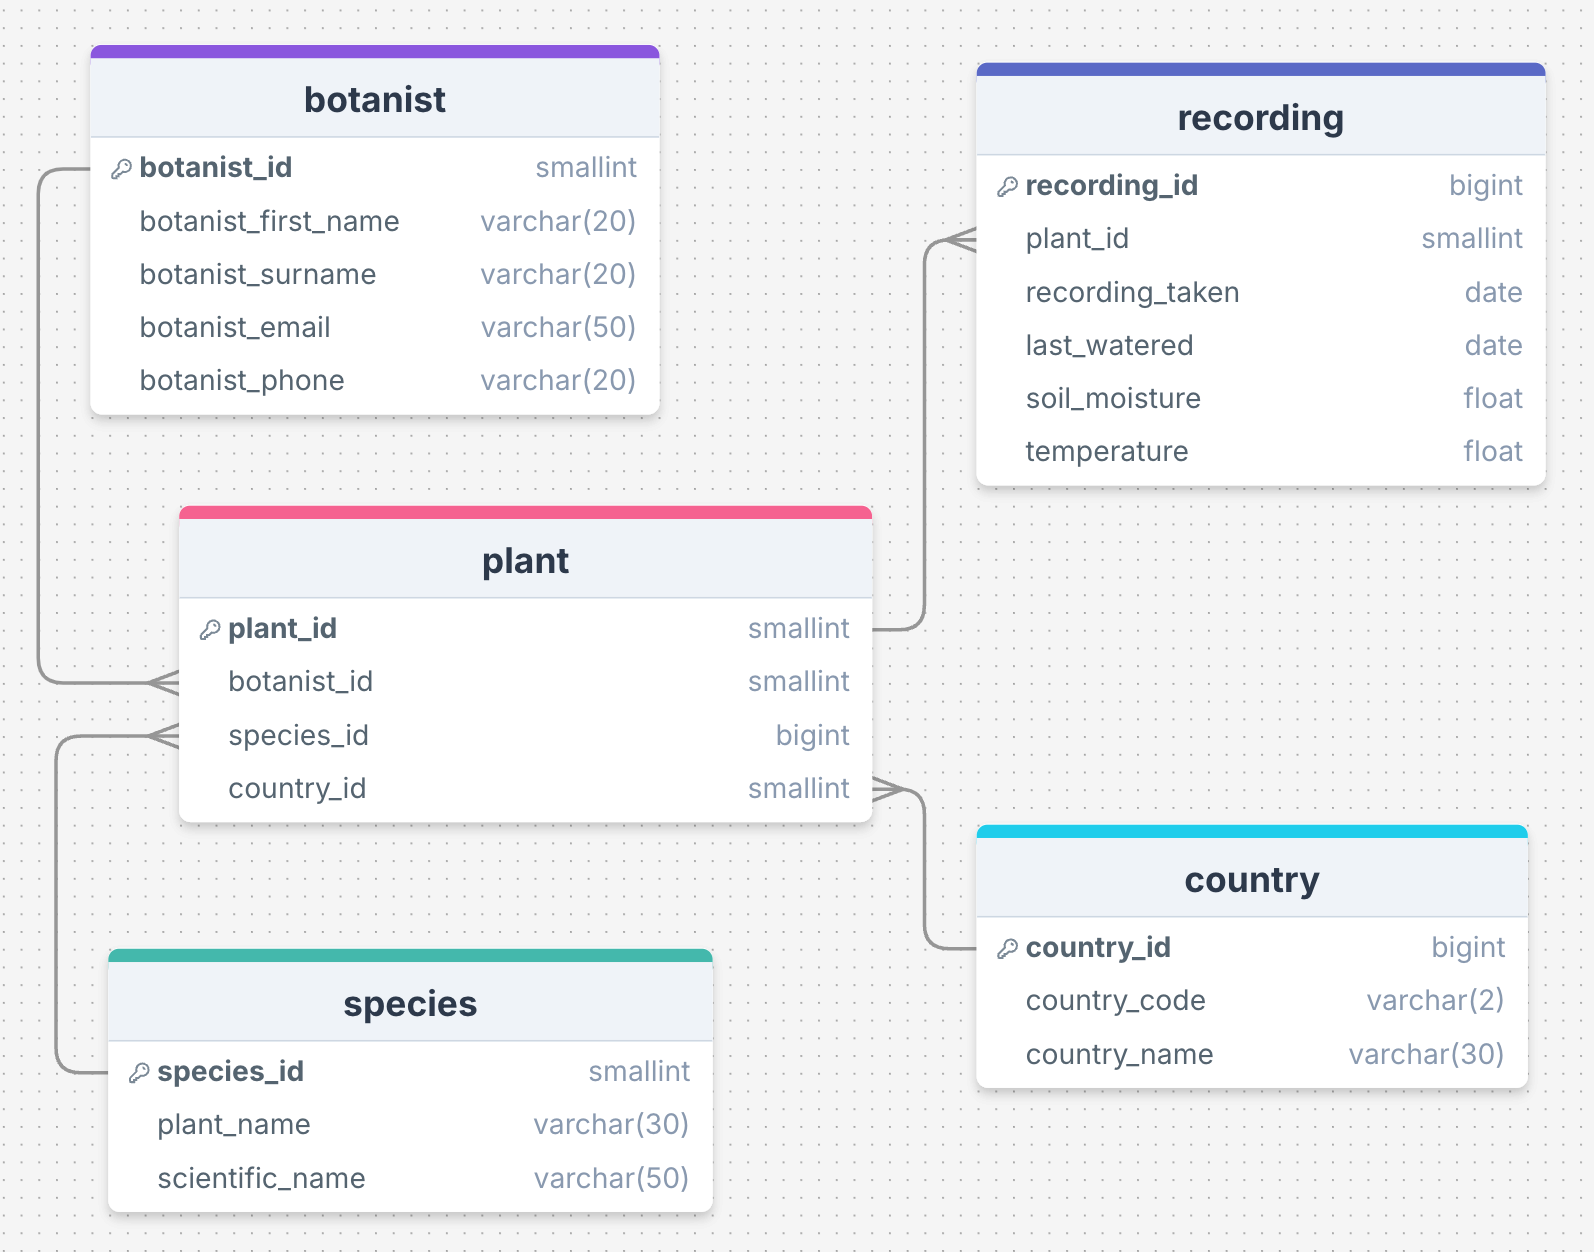 botanist
botanist_id smallint
botanist_first_name varchar(20)
botanist_surname varchar(20)
botanist_email varchar(50)
botanist_phone varchar(20)
recording
recording_id bigint
plant_id smallint
recording_taken date
last_watered date
soil_moisture float
temperature float
plant
plant_id smallint
botanist_id smallint
species_id bigint
country_id smallint
country
country_id bigint
country_code varchar(2)
country_name varchar(30)
species
species_id smallint
plant_name varchar(30)
scientific_name varchar(50)